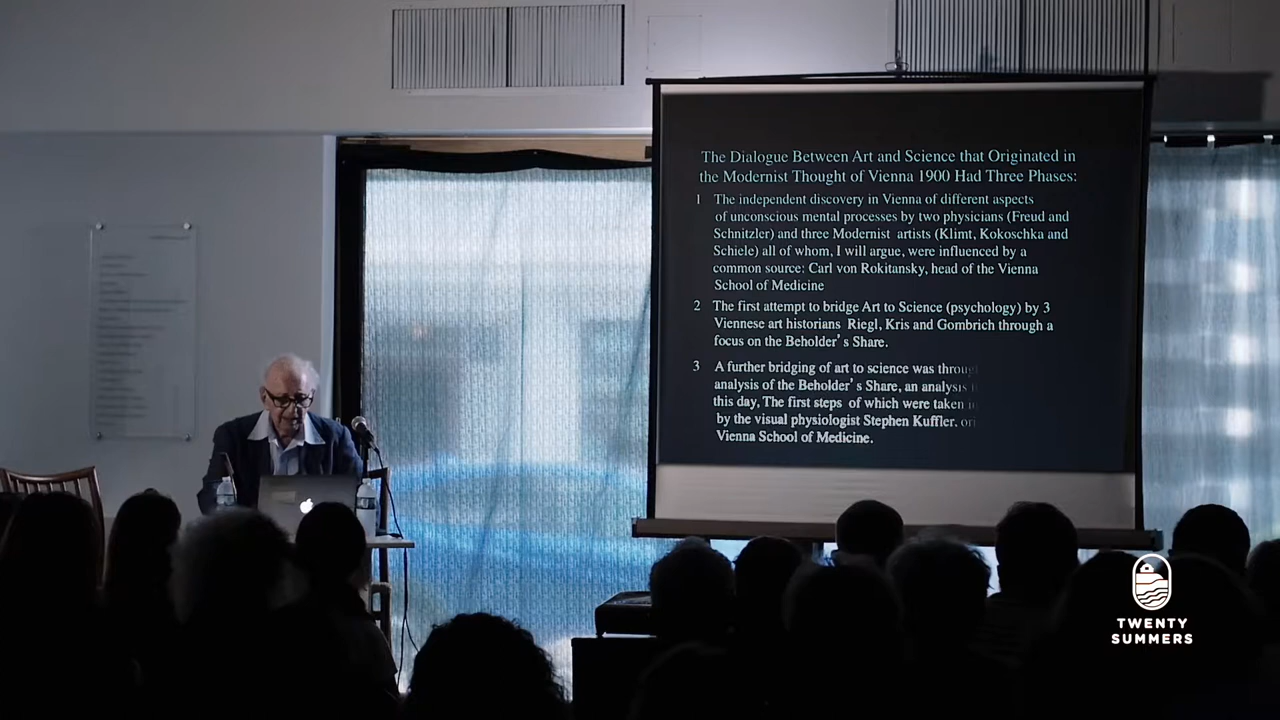 The Dialogue Between Art and Science that Originated in
the Modernist Thought of Vienna 1900 Had Three Phases:
1 The independent discovery in Vienna of different aspects
of unconscious mental processes by two physicians (Freud and
Schnitzler) and three Modernist artists (Klimt, Kokoschka and
Schiele) all of whom, I will argue, were influenced by a
common source: Carl von Rokitansky, head of the Vienna
School of Medicine
2 The first attempt to bridge Art to Science (psychology) by 3
Viennese art historians Riegl, Kris and Gombrich through a
focus on the Beholder's Share.
3 A further bridging of art to science was throug
analysis of the Beholder's Share, an analysis
this day, The first steps of which were taken
by the visual physiologist Stephen Kuffler, ori
Vienna School of Medicine.
TWENTY
SUMMERS